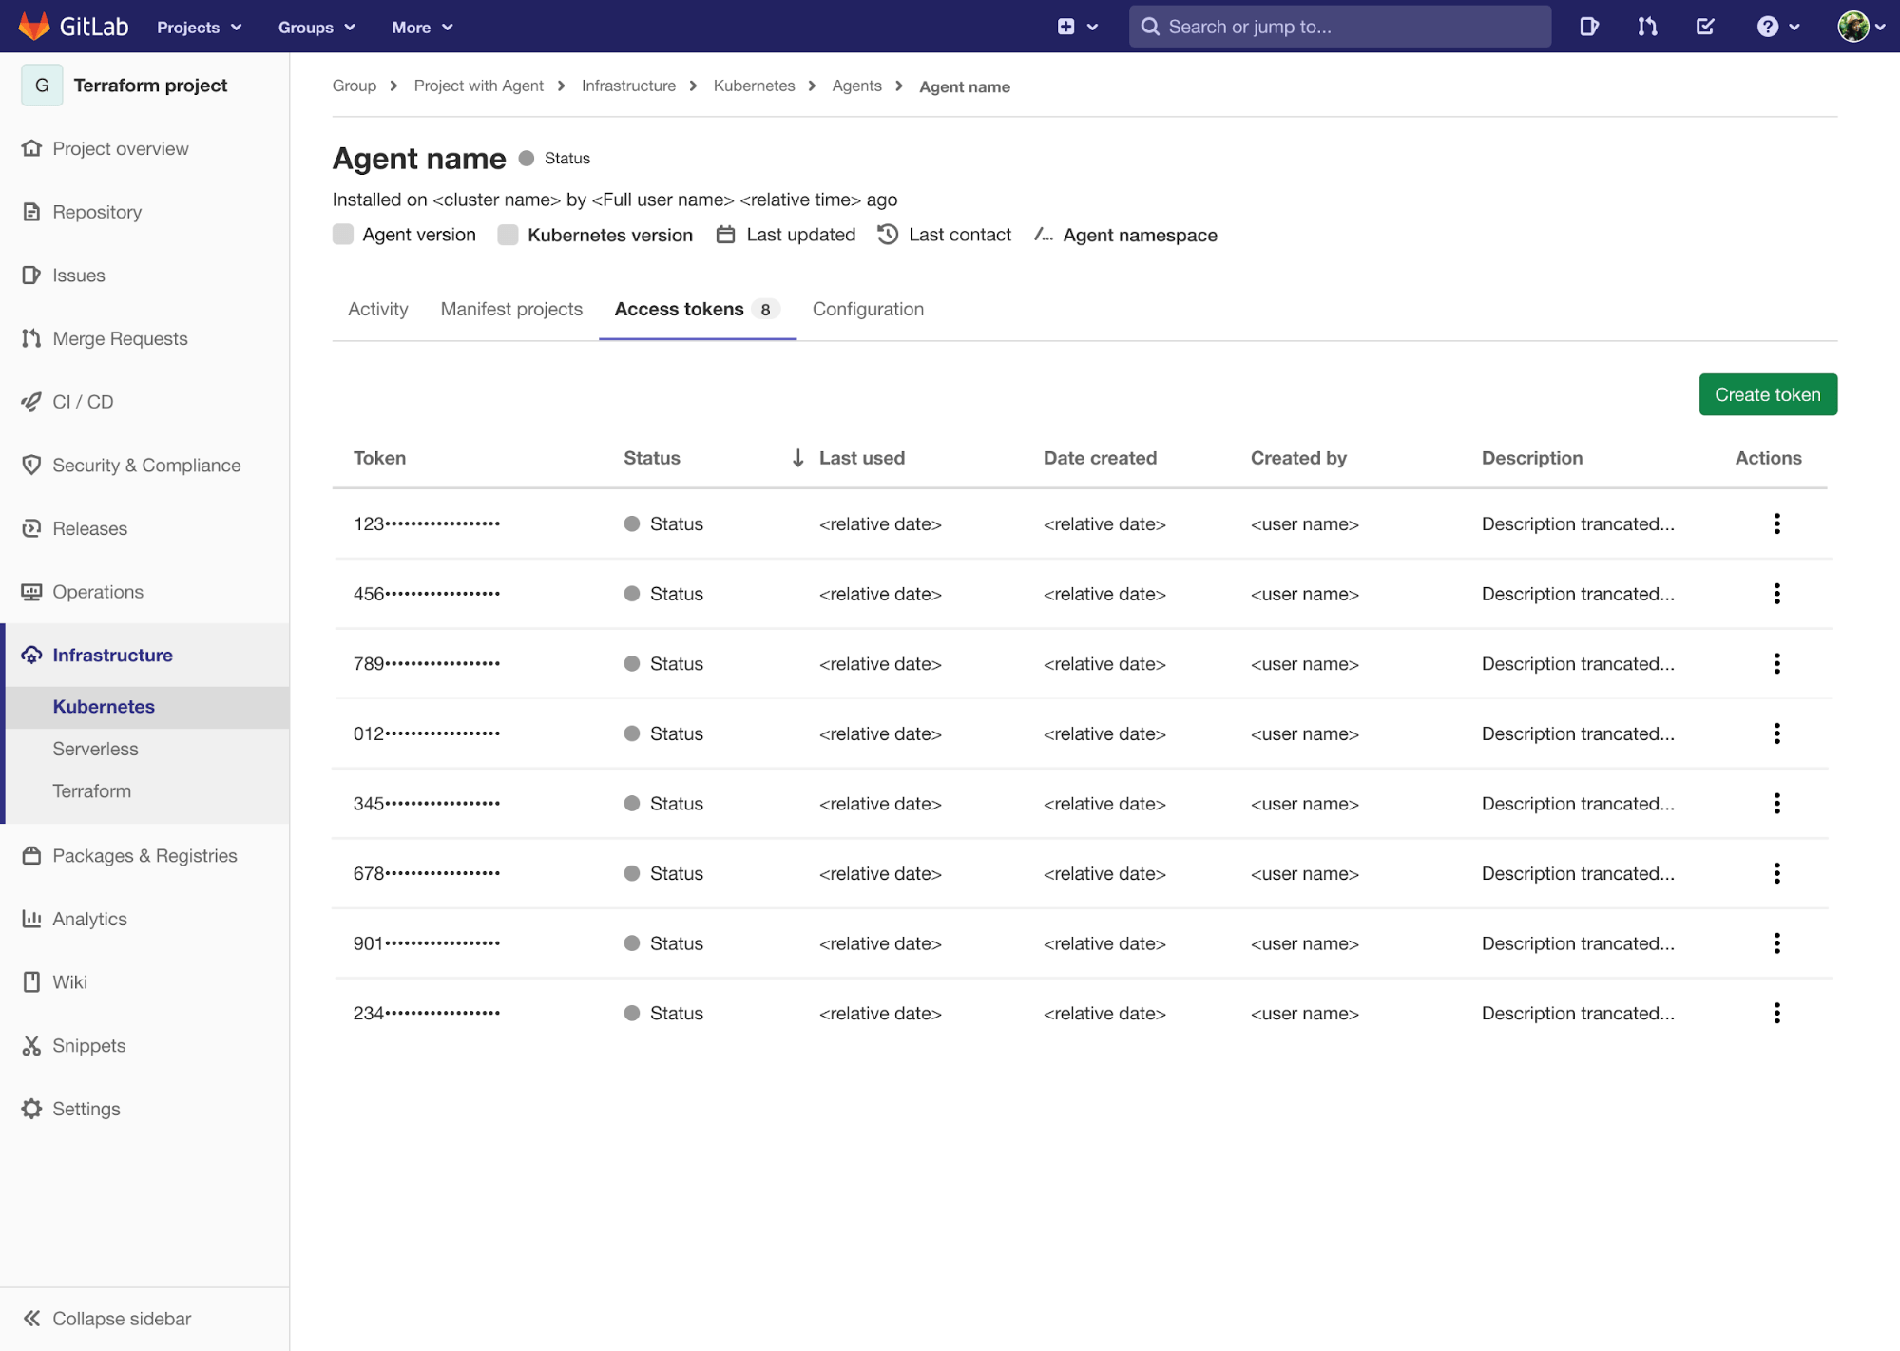 GitLab Projects Groups More Search or jump to... ?
G Terraform project
Group > Project with Agent > Infrastructure > Kubernetes > Agents > Agent name
Project overview
Repository
Issues
Merge Requests
CI / CD
Security & Compliance
Releases
Operations
Infrastructure
Kubernetes
Serverless
Terraform
Packages & Registries
Analytics
Wiki
Snippets
Settings
Collapse sidebar
Agent name Status
Installed on <cluster name> by <Full user name> <relative time> ago
Agent version Kubernetes version Last updated Last contact /... Agent namespace
Activity Manifest projects Access tokens 8 Configuration
Create token
Token Status ↓ Last used Date created Created by Description Actions
123•••••••••••••••••• Status <relative date> <relative date> <user name> Description trancated...
456•••••••••••••••••• Status <relative date> <relative date> <user name> Description trancated...
789•••••••••••••••••• Status <relative date> <relative date> <user name> Description trancated...
012•••••••••••••••••• Status <relative date> <relative date> <user name> Description trancated...
345•••••••••••••••••• Status <relative date> <relative date> <user name> Description trancated...
678•••••••••••••••••• Status <relative date> <relative date> <user name> Description trancated...
901•••••••••••••••••• Status <relative date> <relative date> <user name> Description trancated...
234•••••••••••••••••• Status <relative date> <relative date> <user name> Description trancated...